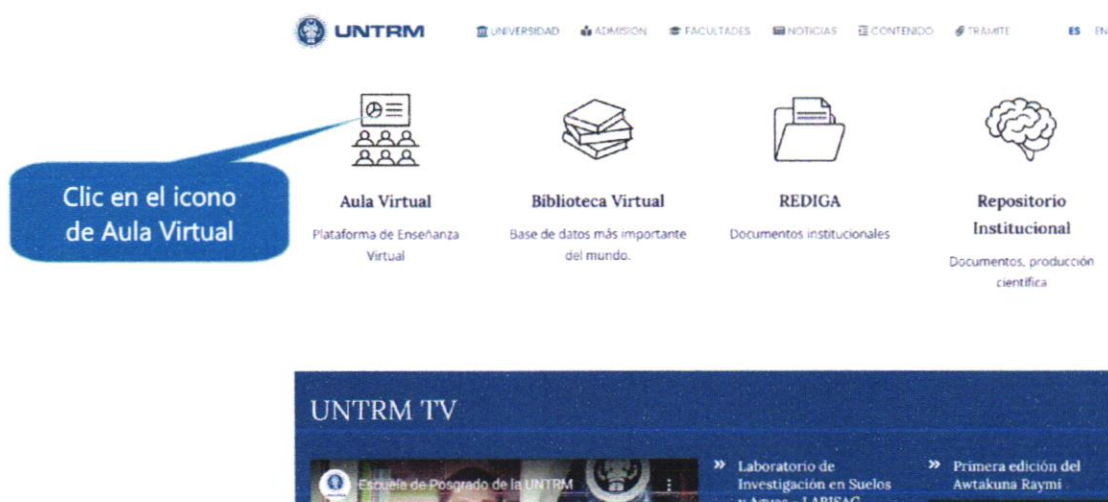 UNTRM
UNIVERSIDAD ADMISION FACULTADES NOTICIAS CONTENIDO TRAMITE ES EN
Clic en el icono
de Aula Virtual
Aula Virtual
Plataforma de Enseñanza
Virtual
Biblioteca Virtual
Base de datos más importante
del mundo.
REDIGA
Documentos institucionales
Repositorio
Institucional
Documentos, producción
científica
UNTRM TV
Escuela de Posgrado de la UNTRM
» Laboratorio de
Investigación en Suelos
y Aguas - LABISAG
» Primera edición del
Awtakuna Raymi